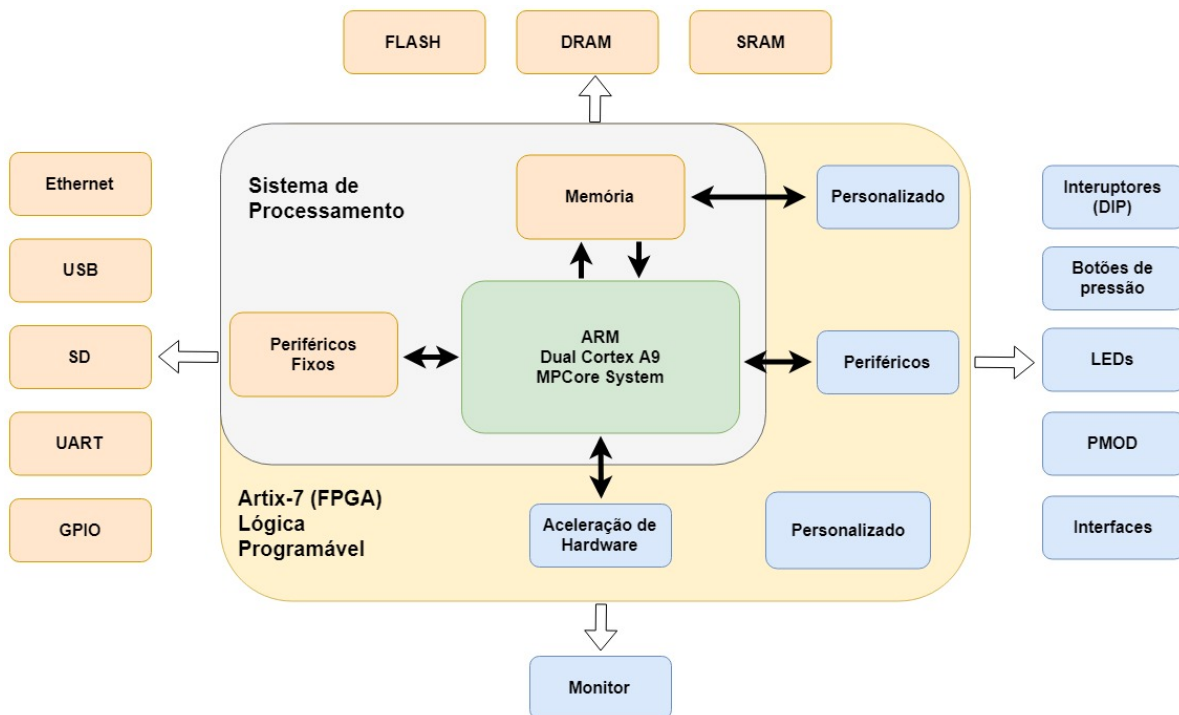 FLASH
DRAM
SRAM
Ethernet
USB
SD
UART
GPIO
Sistema de
Processamento
Memória
Personalizado
Periféricos
Fixos
ARM
Dual Cortex A9
MPCore System
Periféricos
Artix-7 (FPGA)
Lógica
Programável
Aceleração de
Hardware
Personalizado
Interuptores
(DIP)
Botões de
pressão
LEDs
PMOD
Interfaces
Monitor